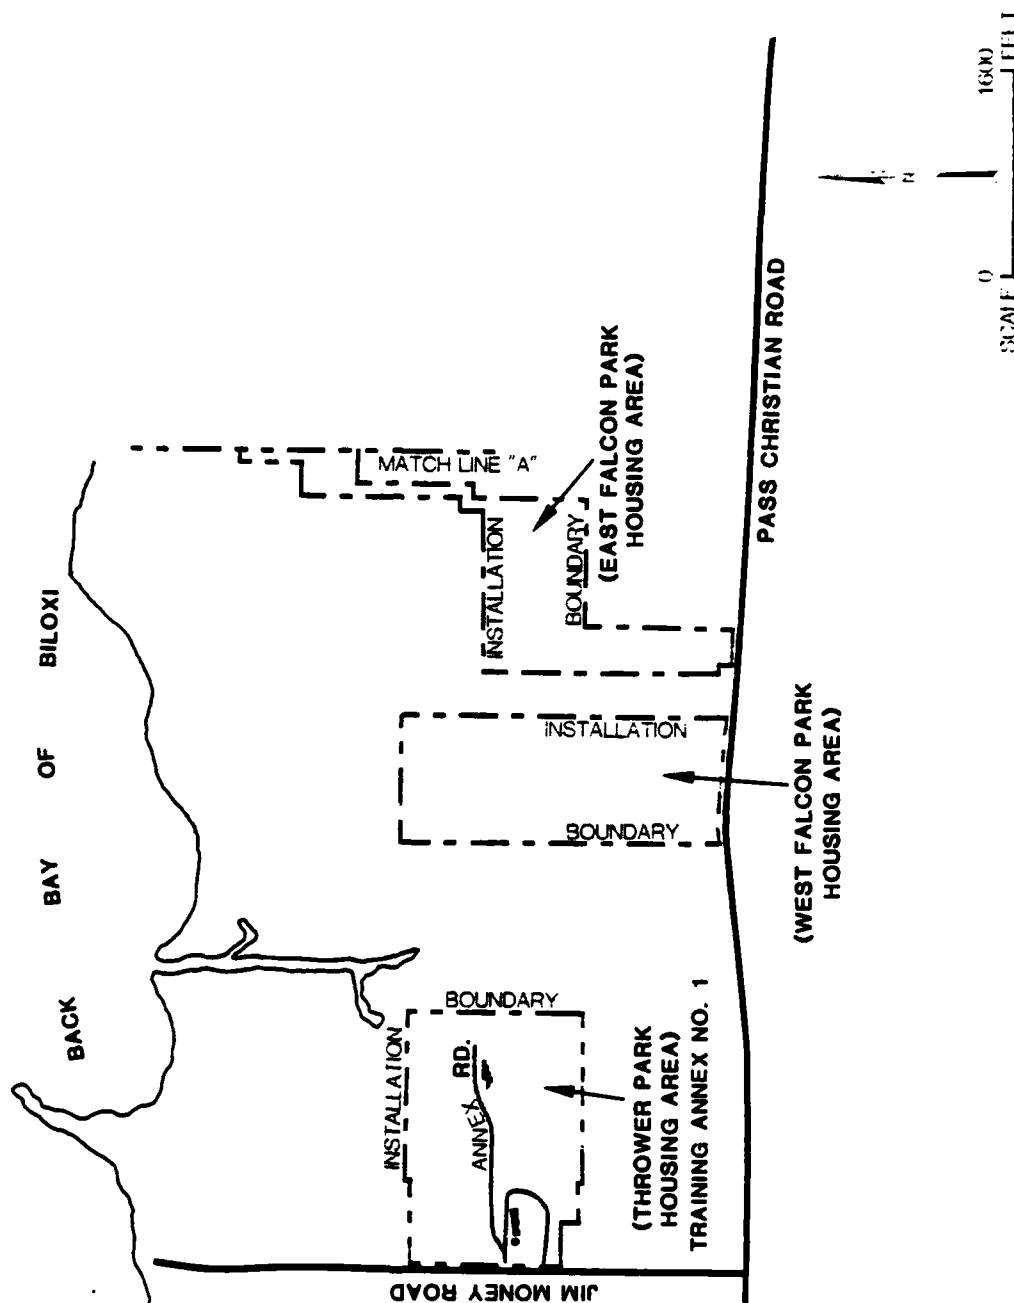 BACK BAY OF BILOXI
MATCH LINE "A"
INSTALLATION
BOUNDARY
(EAST FALCON PARK
HOUSING AREA)
INSTALLATION
BOUNDARY
(WEST FALCON PARK
HOUSING AREA)
INSTALLATION
BOUNDARY
ANNEX RD.
(THROWER PARK
HOUSING AREA)
TRAINING ANNEX NO. 1
JIM MONEY ROAD
PASS CHRISTIAN ROAD
N
0 1600
SCALE FEET